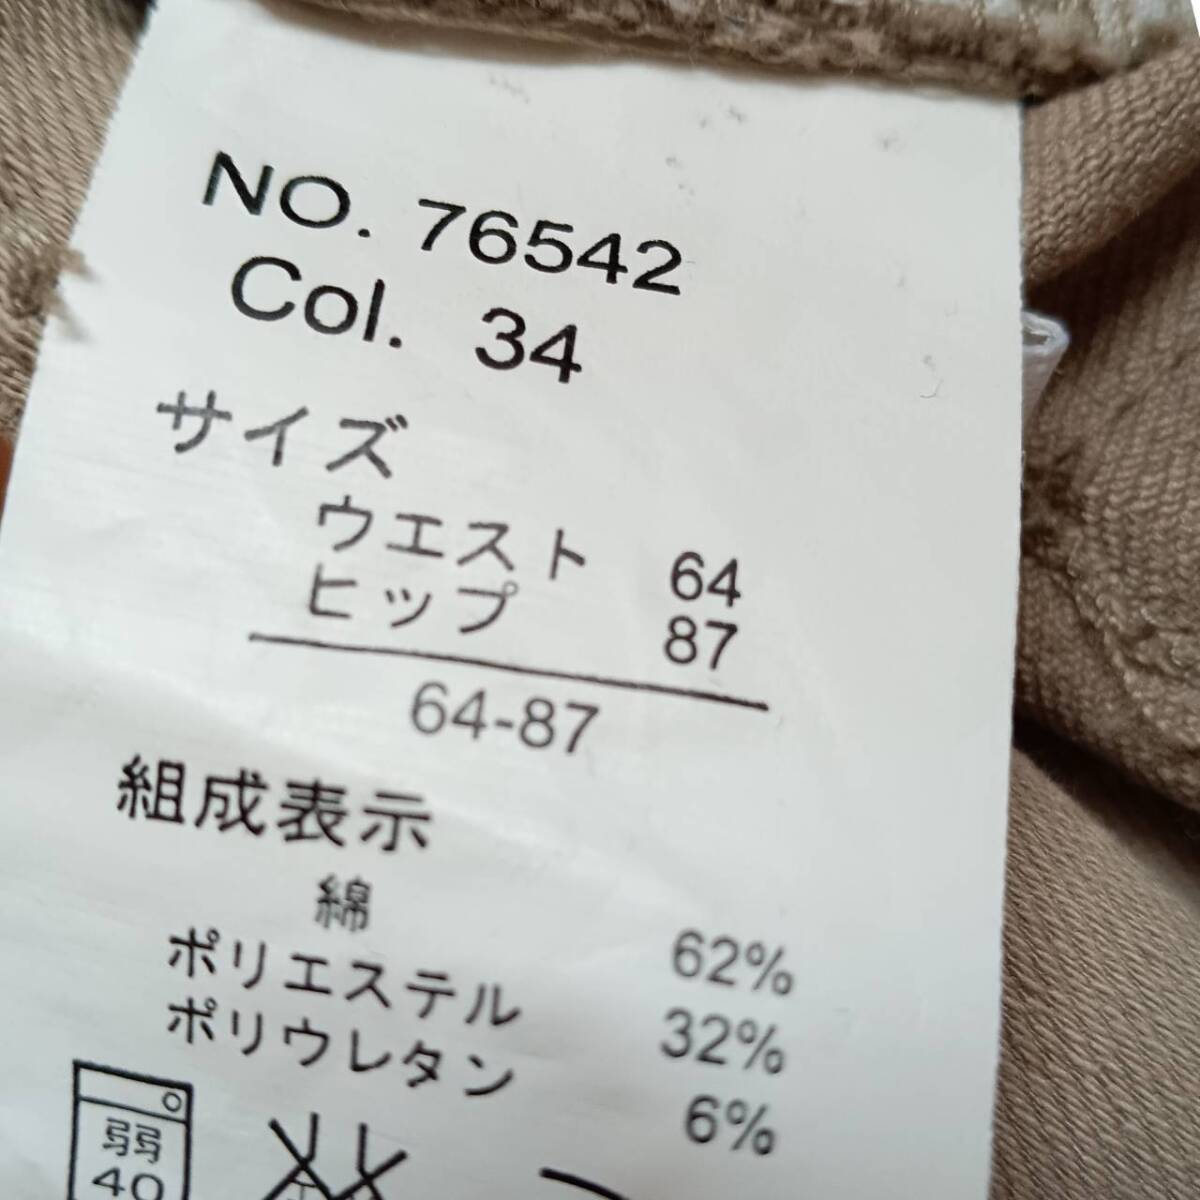 NO. 76542
Col. 34
サイズ
ウエスト 64
ヒップ 87
64-87
組成表示
綿 62%
ポリエステル 32%
ポリウレタン 6%
弱
40